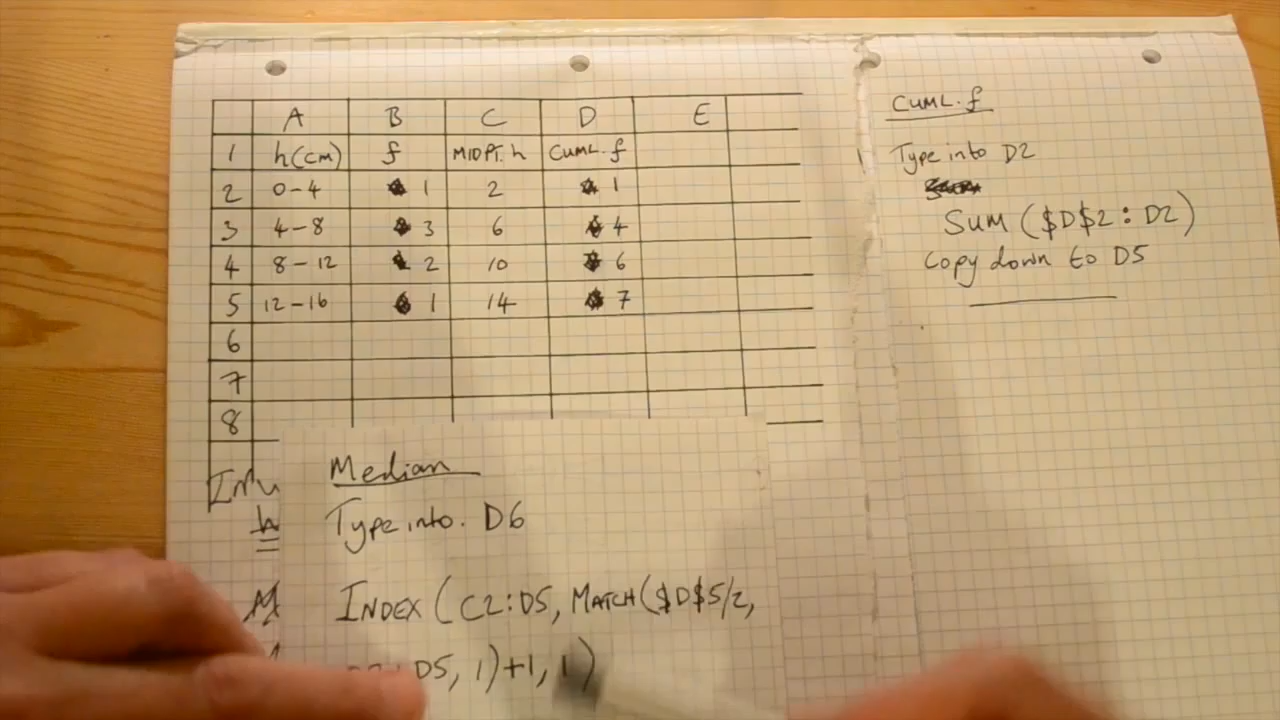 A B C D E
1 h(cm) f MIDPT. h CUML. f
2 0-4 1 2 1
3 4-8 3 6 4
4 8-12 2 10 6
5 12-16 1 14 7
6
7
8
Median
Type into. D6
INDEX (C2:D5, MATCH($D$5/2,
D5, 1)+1, 1)
CUML. f
Type into D2
SUM ($D$2:D2)
Copy down to D5